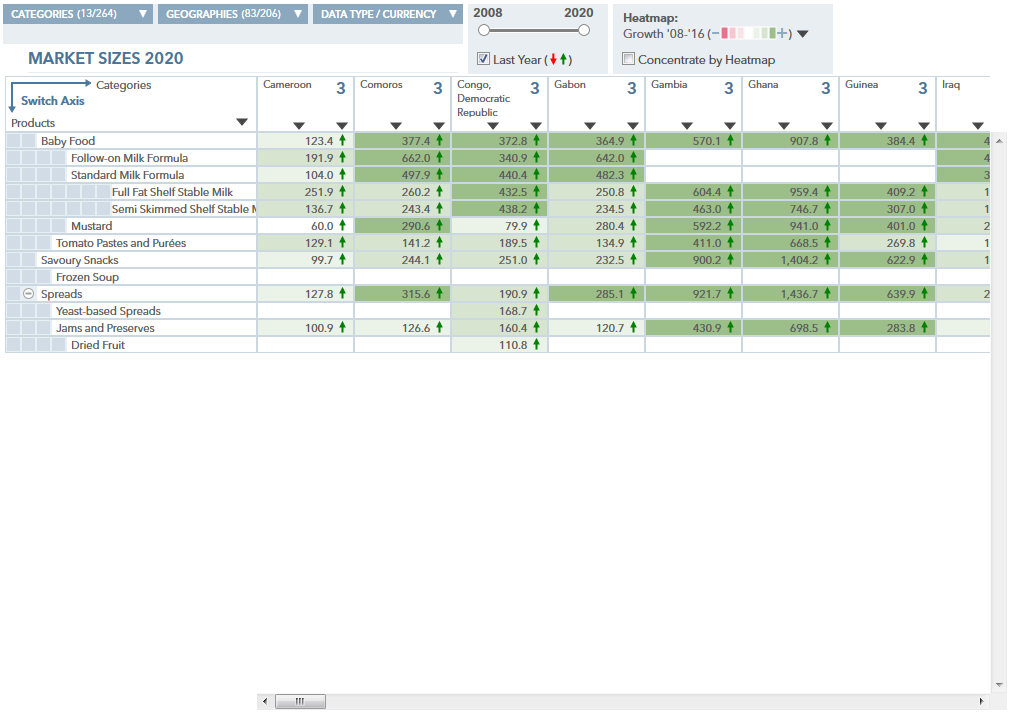 CATEGORIES (13/264) GEOGRAPHIES (83/206) DATA TYPE / CURRENCY
2008 2020
Last Year ( )
Heatmap:
Growth '08-'16 (− +)
Concentrate by Heatmap
MARKET SIZES 2020
Categories
Switch Axis
Products
Cameroon 3 Comoros 3 Congo, Democratic Republic 3 Gabon 3 Gambia 3 Ghana 3 Guinea 3 Iraq
Baby Food 123.4 377.4 372.8 364.9 570.1 907.8 384.4 4
Follow-on Milk Formula 191.9 662.0 340.9 642.0 4
Standard Milk Formula 104.0 497.9 440.4 482.3 3
Full Fat Shelf Stable Milk 251.9 260.2 432.5 250.8 604.4 959.4 409.2 1
Semi Skimmed Shelf Stable 136.7 243.4 438.2 234.5 463.0 746.7 307.0 1
Mustard 60.0 290.6 79.9 280.4 592.2 941.0 401.0 2
Tomato Pastes and Purées 129.1 141.2 189.5 134.9 411.0 668.5 269.8 1
Savoury Snacks 99.7 244.1 251.0 232.5 900.2 1,404.2 622.9 1
Frozen Soup
Spreads 127.8 315.6 190.9 285.1 921.7 1,436.7 639.9 2
Yeast-based Spreads 168.7
Jams and Preserves 100.9 126.6 160.4 120.7 430.9 698.5 283.8
Dried Fruit 110.8